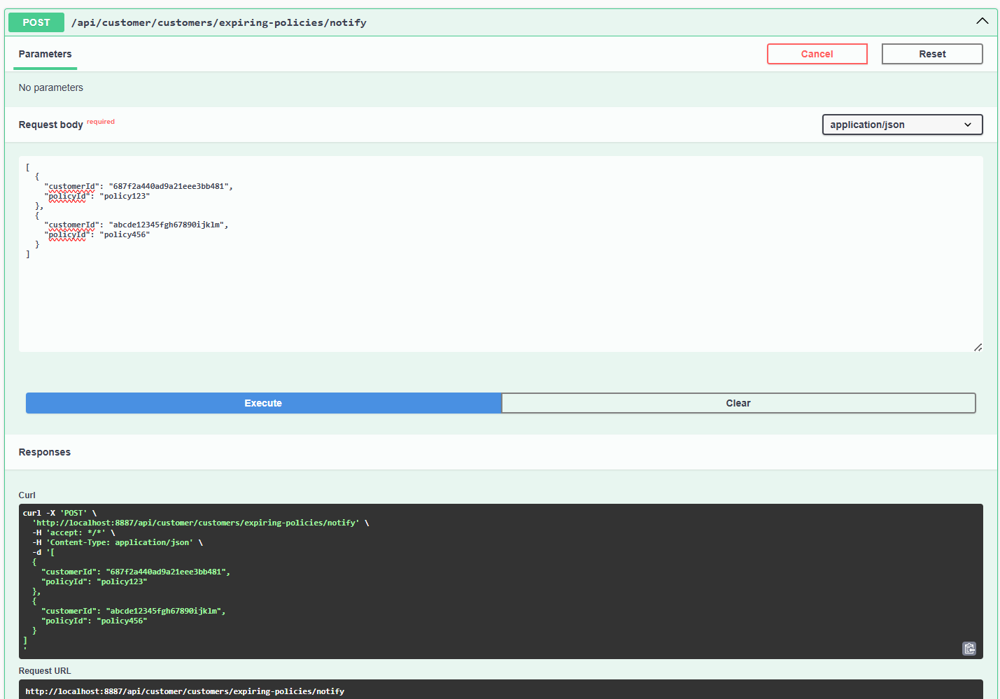 POST /api/customer/customers/expiring-policies/notify
Parameters
Cancel
Reset
No parameters
Request body required
application/json
[
  {
    "customerId": "687f2a440ad9a21eee3bb481",
    "policyId": "policy123"
  },
  {
    "customerId": "abcde12345fgh67890ijklm",
    "policyId": "policy456"
  }
]
Execute
Clear
Responses
Curl
curl -X 'POST' \
  'http://localhost:8887/api/customer/customers/expiring-policies/notify' \
  -H 'accept: */*' \
  -H 'Content-Type: application/json' \
  -d '[
  {
    "customerId": "687f2a440ad9a21eee3bb481",
    "policyId": "policy123"
  },
  {
    "customerId": "abcde12345fgh67890ijklm",
    "policyId": "policy456"
  }
]
'
Request URL
http://localhost:8887/api/customer/customers/expiring-policies/notify